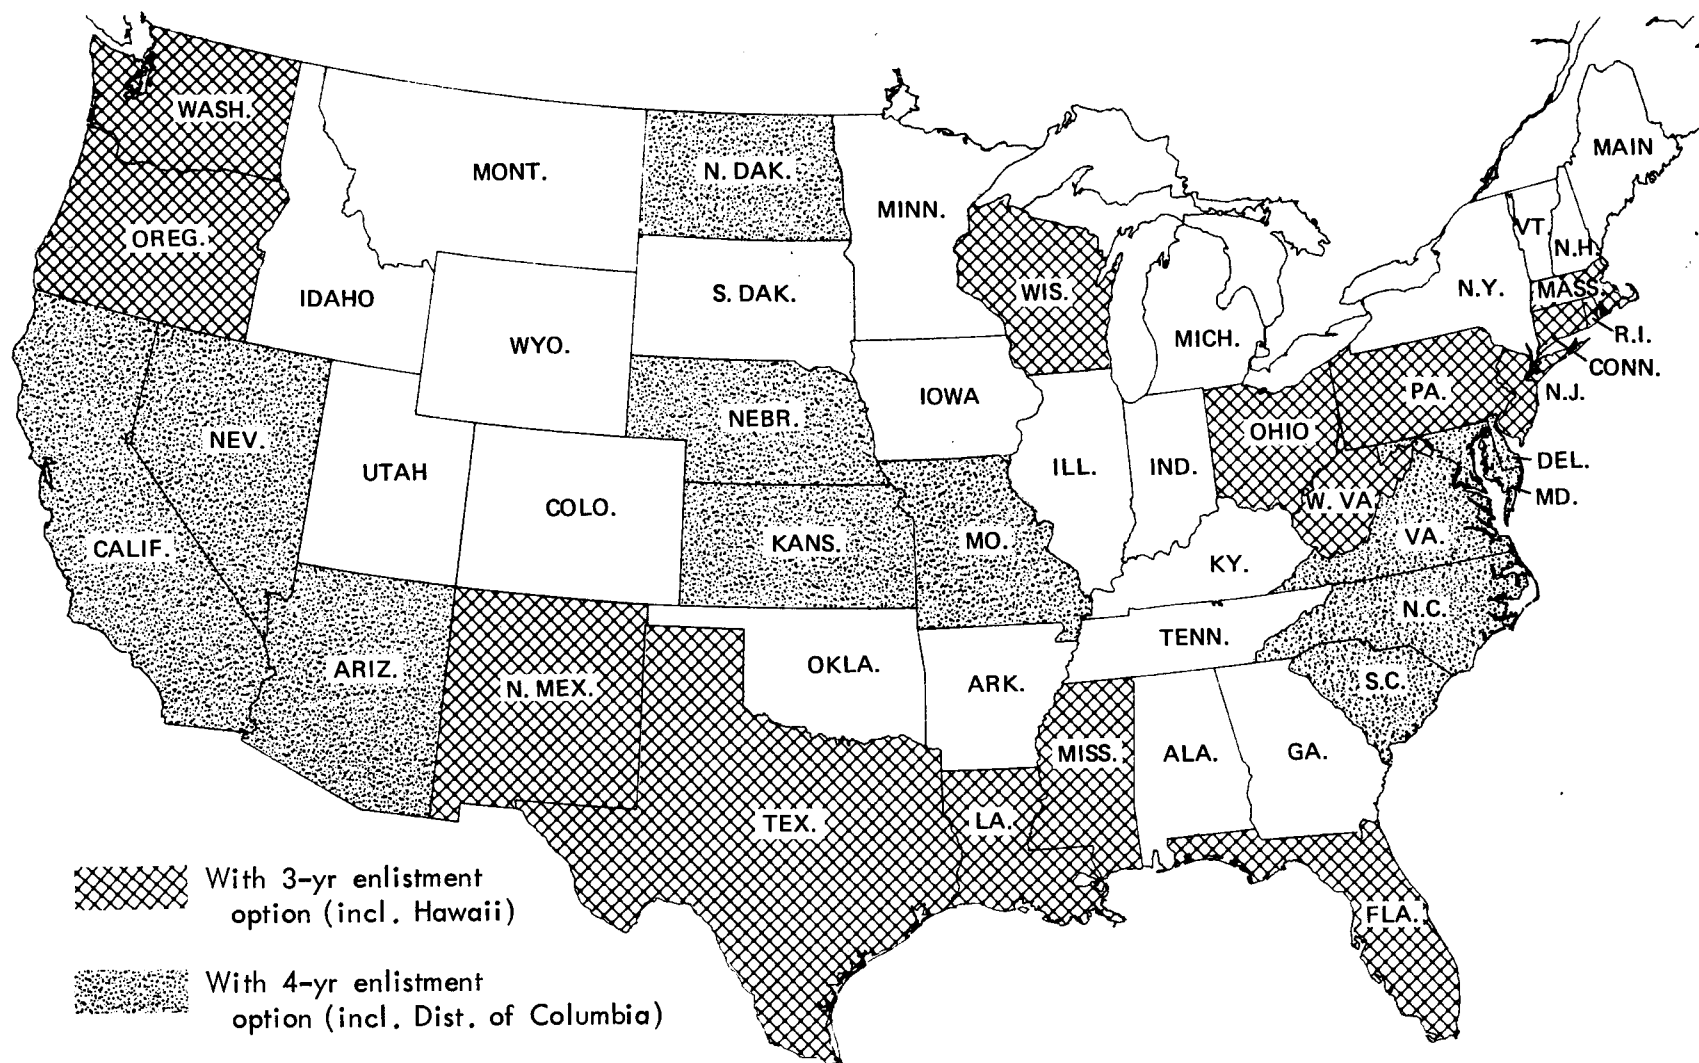 WASH.
MONT.
N. DAK.
MINN.
MAIN
OREG.
IDAHO
S. DAK.
WIS.
VT.
N.H.
WYO.
MICH.
N.Y.
MASS.
R.I.
CONN.
NEBR.
IOWA
PA.
N.J.
NEV.
UTAH
COLO.
ILL.
IND.
OHIO
DEL.
MD.
W. VA.
CALIF.
KANS.
MO.
KY.
VA.
ARIZ.
N. MEX.
OKLA.
ARK.
TENN.
N.C.
S.C.
TEX.
LA.
MISS.
ALA.
GA.
FLA.
With 3-yr enlistment
option (incl. Hawaii)
With 4-yr enlistment
option (incl. Dist. of Columbia)